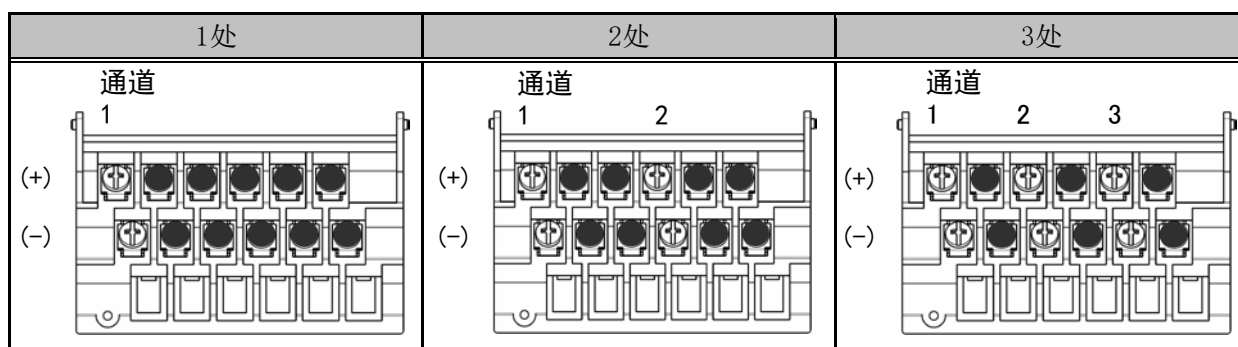 1处 2处 3处
通道 通道 通道
1 1 2 1 2 3
(+) (+) (+)
(-) (-) (-)